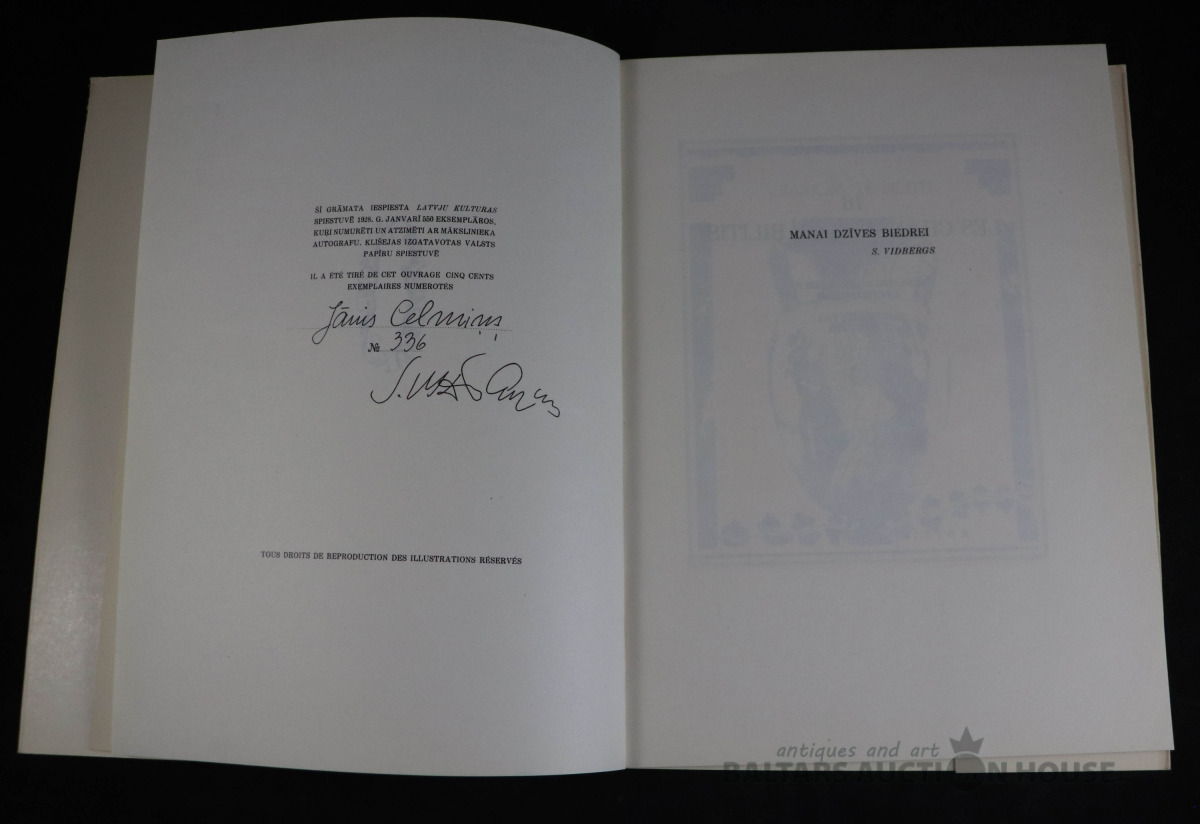 ŠĪ GRĀMATA IESPIESTA LATVJU KULTURAS
SPIESTUVĒ 1928. G. JANVARĪ 550 EKSEMPLĀROS,
KUŖI NUMURĒTI UN ATZĪMĒTI AR MĀKSLINIEKA
AUTOGRAFU. KLIŠEJAS IZGATAVOTAS VALSTS
PAPĪRU SPIESTUVĒ
IL A ÉTÉ TIRÉ DE CET OUVRAGE CINQ CENTS
EXEMPLAIRES NUMEROTÉS
Jānis Celmiņš
№ 336
TOUS DROITS DE REPRODUCTION DES ILLUSTRATIONS RÉSERVÉS
MANAI DZĪVES BIEDREI
S. VIDBERGS
antiques and art
BALTARS AUCTION HOUSE